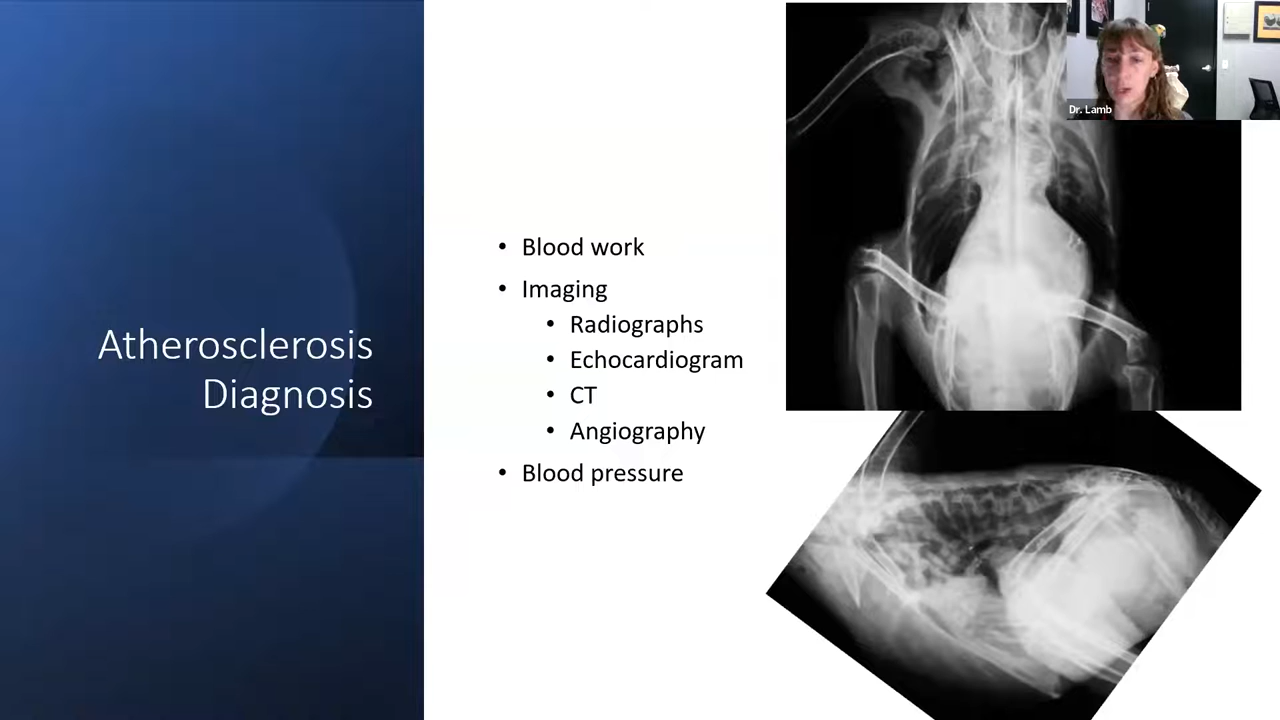 Atherosclerosis
Diagnosis
• Blood work
• Imaging
• Radiographs
• Echocardiogram
• CT
• Angiography
• Blood pressure
Dr. Lamb